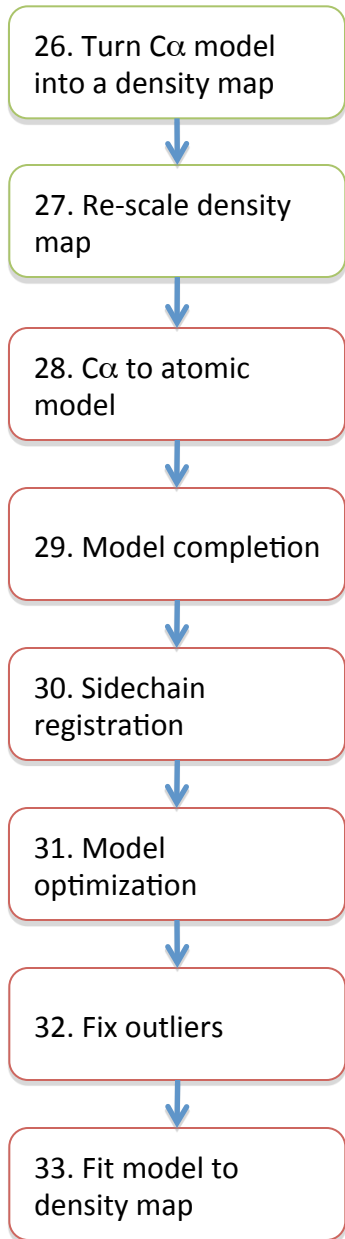 26. Turn Cα model
into a density map
27. Re-scale density
map
28. Cα to atomic
model
29. Model completion
30. Sidechain
registration
31. Model
optimization
32. Fix outliers
33. Fit model to
density map